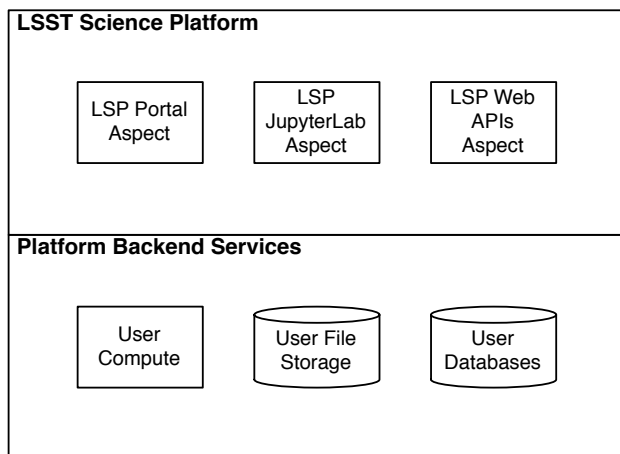 LSST Science Platform
LSP Portal
Aspect
LSP
JupyterLab
Aspect
LSP Web
APIs
Aspect
Platform Backend Services
User
Compute
User File
Storage
User
Databases